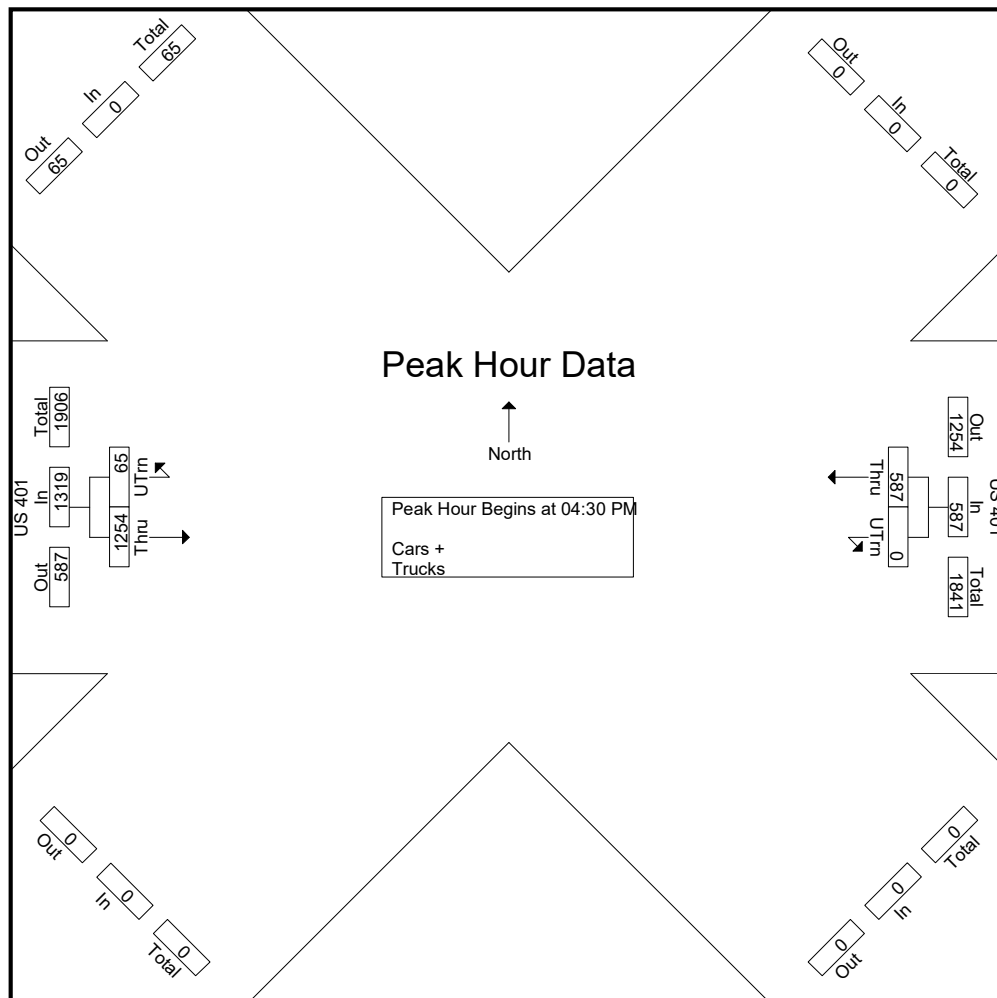 Total
65
In
0
Out
65
Out
0
In
0
Total
0
Peak Hour Data
North
Peak Hour Begins at 04:30 PM
Cars +
Trucks
US 401
Total
1906
In
1319
Out
587
65
UTrn
1254
Thru
Thru
587
UTrn
0
Out
1254
In
587
Total
1841
US 401
0
Out
0
In
0
Total
0
Total
0
In
0
Out